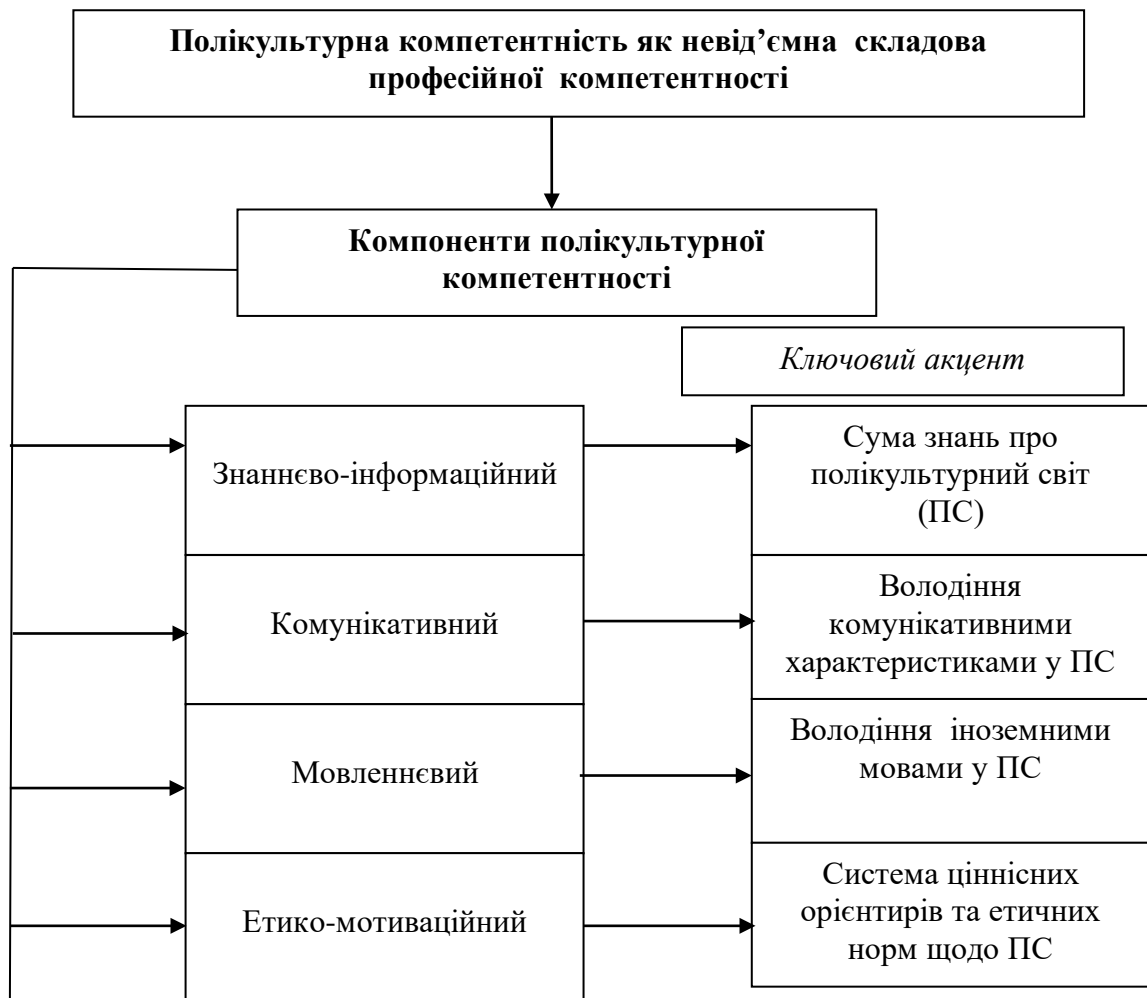 Полікультурна компетентність як невід’ємна складова
професійної компетентності
Компоненти полікультурної
компетентності
Ключовий акцент
Знаннєво-інформаційний
Сума знань про
полікультурний світ
(ПС)
Комунікативний
Володіння
комунікативними
характеристиками у ПС
Мовленнєвий
Володіння іноземними
мовами у ПС
Етико-мотиваційний
Система ціннісних
орієнтирів та етичних
норм щодо ПС